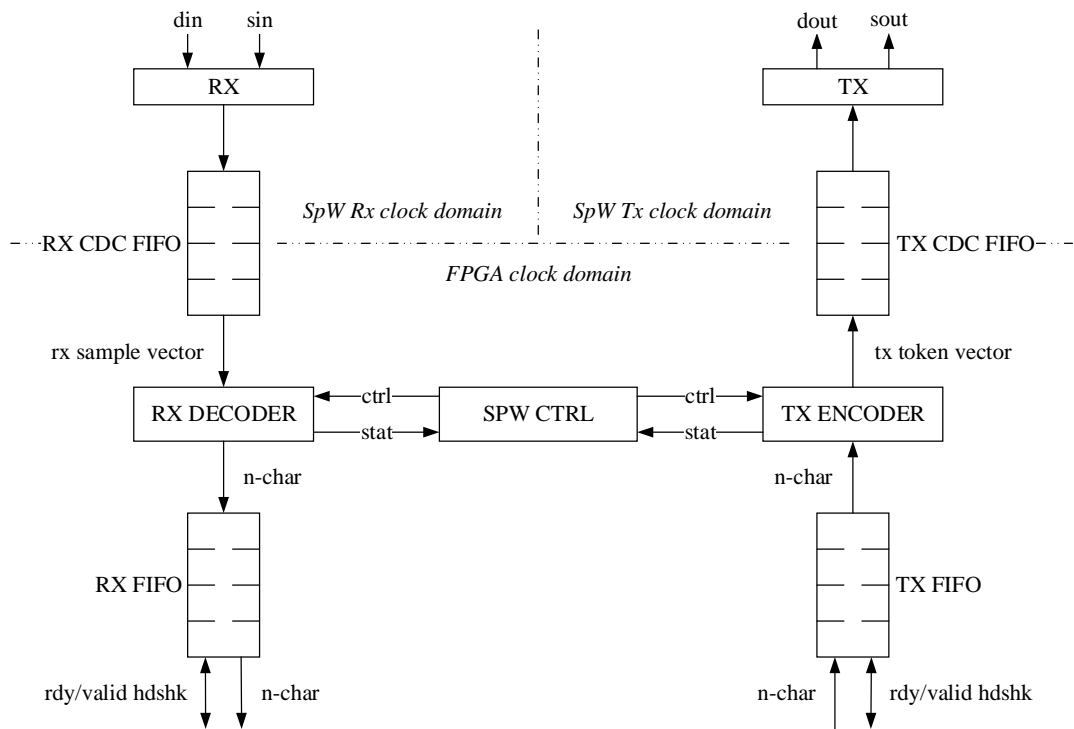 din
sin
dout
sout
RX
TX
SpW Rx clock domain
SpW Tx clock domain
RX CDC FIFO
TX CDC FIFO
FPGA clock domain
rx sample vector
tx token vector
RX DECODER
ctrl
stat
SPW CTRL
ctrl
stat
TX ENCODER
n-char
n-char
RX FIFO
TX FIFO
rdy/valid hdshk
n-char
n-char
rdy/valid hdshk